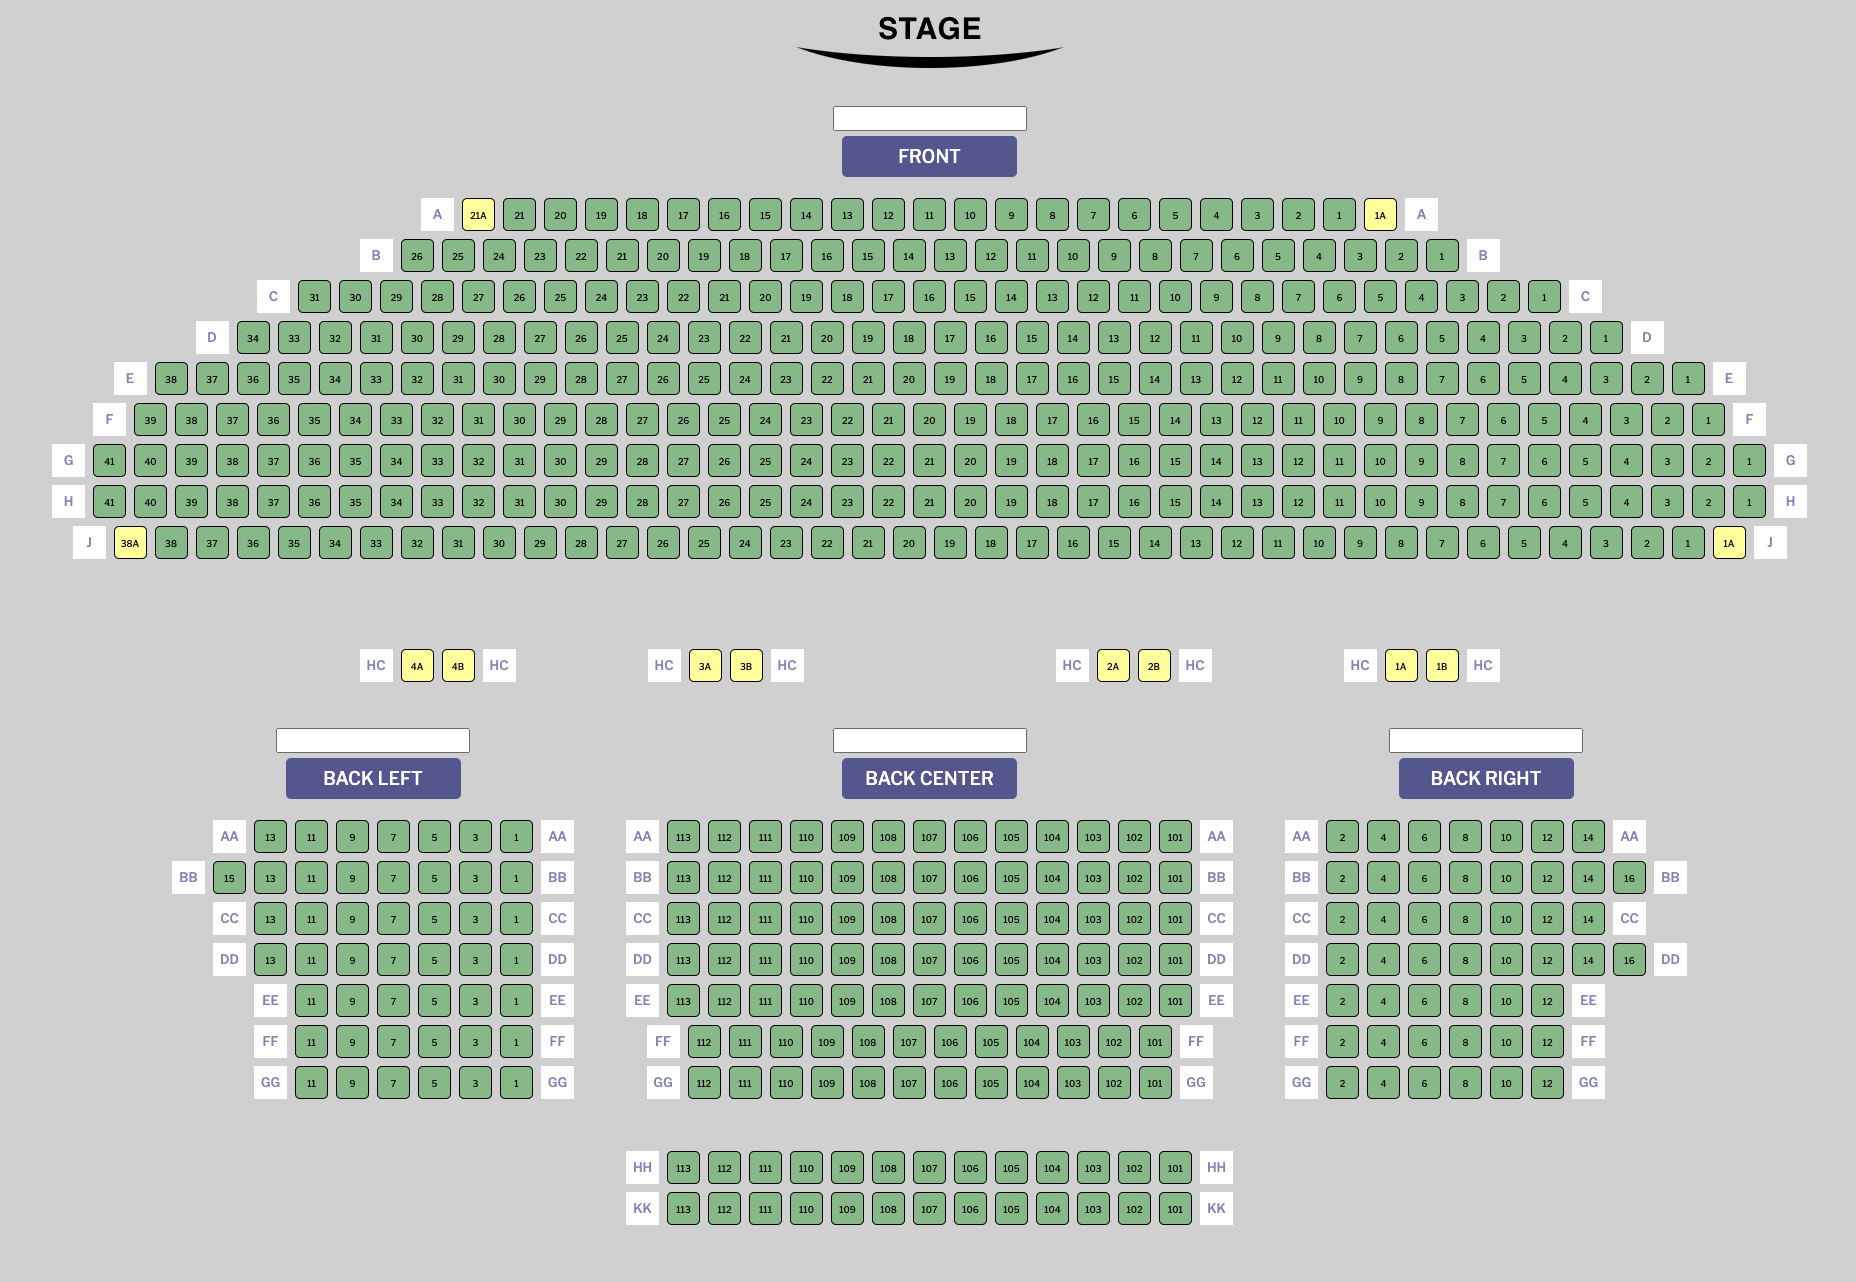 STAGE
FRONT
A 21A 21 20 19 18 17 16 15 14 13 12 11 10 9 8 7 6 5 4 3 2 1 1A A
B 26 25 24 23 22 21 20 19 18 17 16 15 14 13 12 11 10 9 8 7 6 5 4 3 2 1 B
C 31 30 29 28 27 26 25 24 23 22 21 20 19 18 17 16 15 14 13 12 11 10 9 8 7 6 5 4 3 2 1 C
D 34 33 32 31 30 29 28 27 26 25 24 23 22 21 20 19 18 17 16 15 14 13 12 11 10 9 8 7 6 5 4 3 2 1 D
E 38 37 36 35 34 33 32 31 30 29 28 27 26 25 24 23 22 21 20 19 18 17 16 15 14 13 12 11 10 9 8 7 6 5 4 3 2 1 E
F 39 38 37 36 35 34 33 32 31 30 29 28 27 26 25 24 23 22 21 20 19 18 17 16 15 14 13 12 11 10 9 8 7 6 5 4 3 2 1 F
G 41 40 39 38 37 36 35 34 33 32 31 30 29 28 27 26 25 24 23 22 21 20 19 18 17 16 15 14 13 12 11 10 9 8 7 6 5 4 3 2 1 G
H 41 40 39 38 37 36 35 34 33 32 31 30 29 28 27 26 25 24 23 22 21 20 19 18 17 16 15 14 13 12 11 10 9 8 7 6 5 4 3 2 1 H
J 38A 38 37 36 35 34 33 32 31 30 29 28 27 26 25 24 23 22 21 20 19 18 17 16 15 14 13 12 11 10 9 8 7 6 5 4 3 2 1 1A J
HC 4A 4B HC HC 3A 3B HC HC 2A 2B HC HC 1A 1B HC
BACK LEFT BACK CENTER BACK RIGHT
AA 13 11 9 7 5 3 1 AA AA 113 112 111 110 109 108 107 106 105 104 103 102 101 AA AA 2 4 6 8 10 12 14 AA
BB 15 13 11 9 7 5 3 1 BB BB 113 112 111 110 109 108 107 106 105 104 103 102 101 BB BB 2 4 6 8 10 12 14 16 BB
CC 13 11 9 7 5 3 1 CC CC 113 112 111 110 109 108 107 106 105 104 103 102 101 CC CC 2 4 6 8 10 12 14 CC
DD 13 11 9 7 5 3 1 DD DD 113 112 111 110 109 108 107 106 105 104 103 102 101 DD DD 2 4 6 8 10 12 14 16 DD
EE 11 9 7 5 3 1 EE EE 113 112 111 110 109 108 107 106 105 104 103 102 101 EE EE 2 4 6 8 10 12 EE
FF 11 9 7 5 3 1 FF FF 112 111 110 109 108 107 106 105 104 103 102 101 FF FF 2 4 6 8 10 12 FF
GG 11 9 7 5 3 1 GG GG 112 111 110 109 108 107 106 105 104 103 102 101 GG GG 2 4 6 8 10 12 GG
HH 113 112 111 110 109 108 107 106 105 104 103 102 101 HH
KK 113 112 111 110 109 108 107 106 105 104 103 102 101 KK